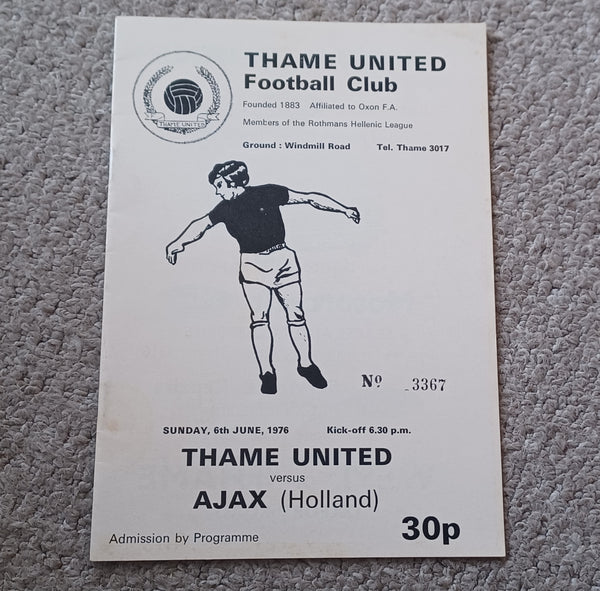 THAME UNITED
Football Club
Founded 1883 Affiliated to Oxon F.A.
Members of the Rothmans Hellenic League
Ground : Windmill Road Tel. Thame 3017
THAME UNITED
Nº 3367
SUNDAY, 6th JUNE, 1976 Kick-off 6.30 p.m.
THAME UNITED
versus
AJAX (Holland)
Admission by Programme 30p